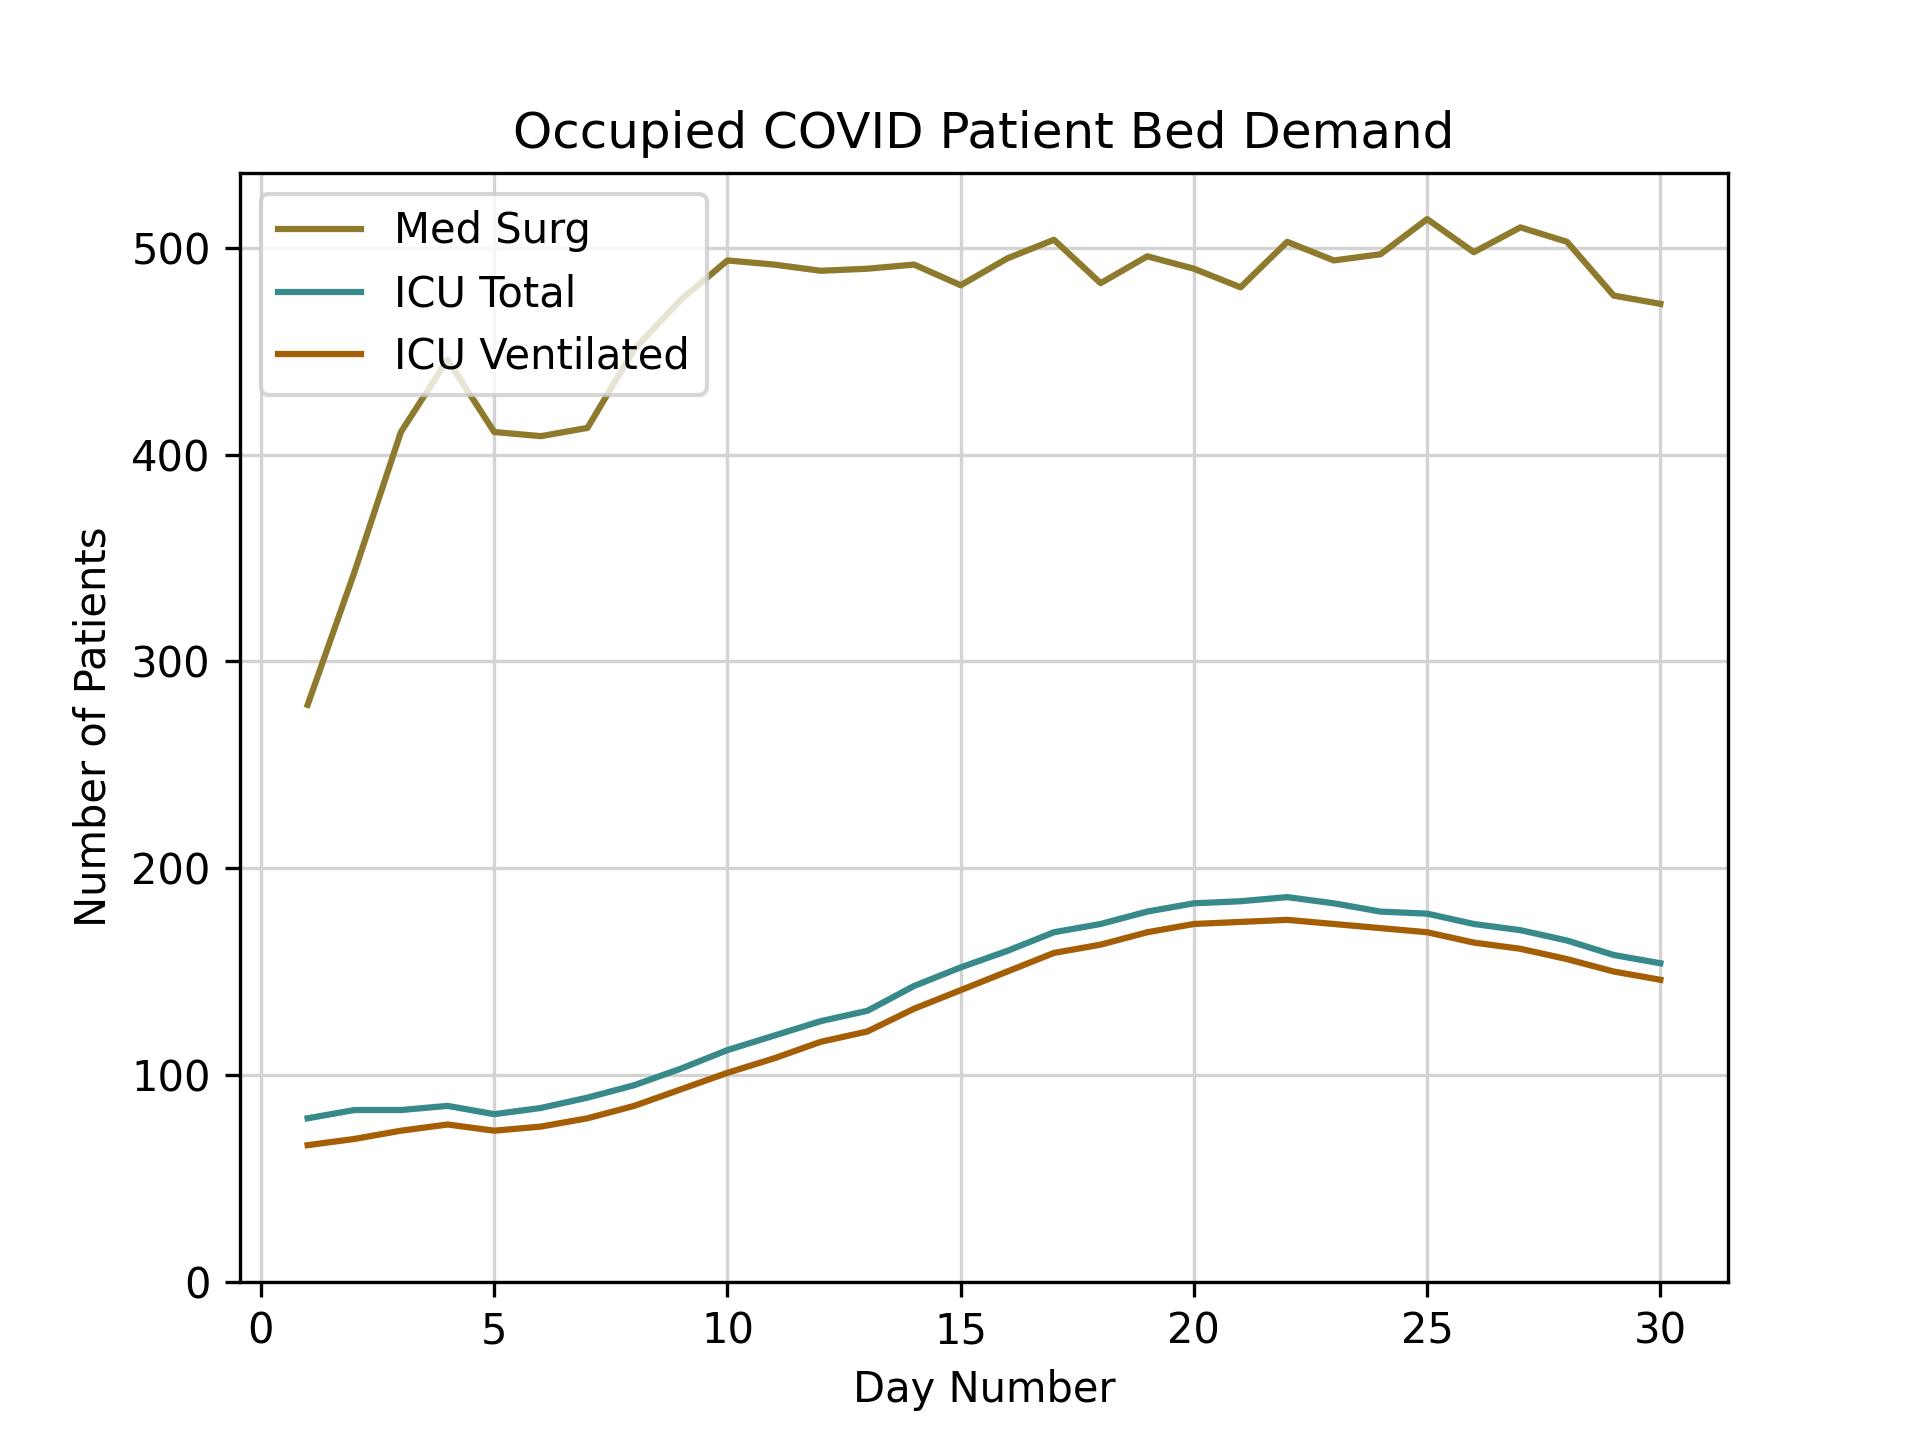 Occupied COVID Patient Bed Demand
Med Surg
ICU Total
ICU Ventilated
Number of Patients
500
400
300
200
100
0
0 5 10 15 20 25 30
Day Number